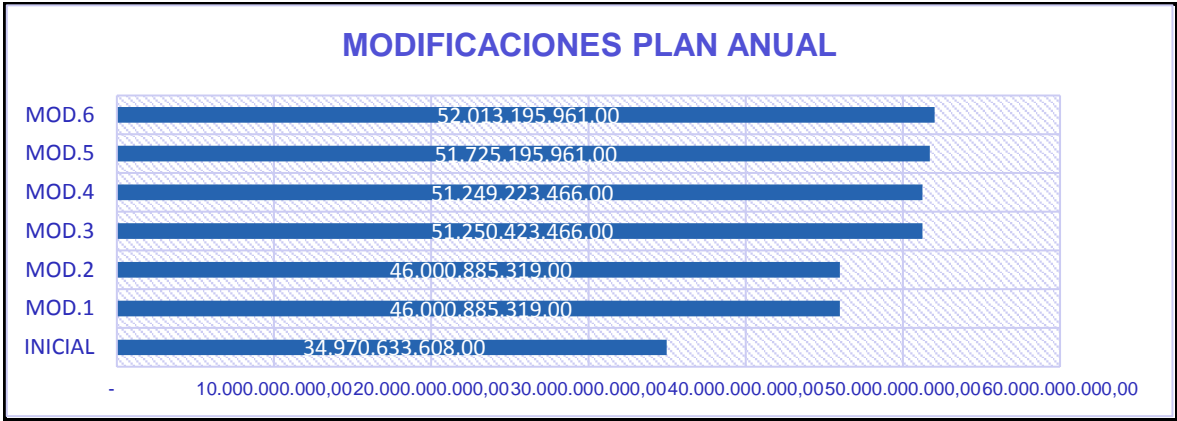 MODIFICACIONES PLAN ANUAL
MOD.6 52.013.195.961.00
MOD.5 51.725.195.961.00
MOD.4 51.249.223.466.00
MOD.3 51.250.423.466.00
MOD.2 46.000.885.319.00
MOD.1 46.000.885.319.00
INICIAL 34.970.633.608.00
- 10.000.000.000,00 20.000.000.000,00 30.000.000.000,00 40.000.000.000,00 50.000.000.000,00 60.000.000.000,00